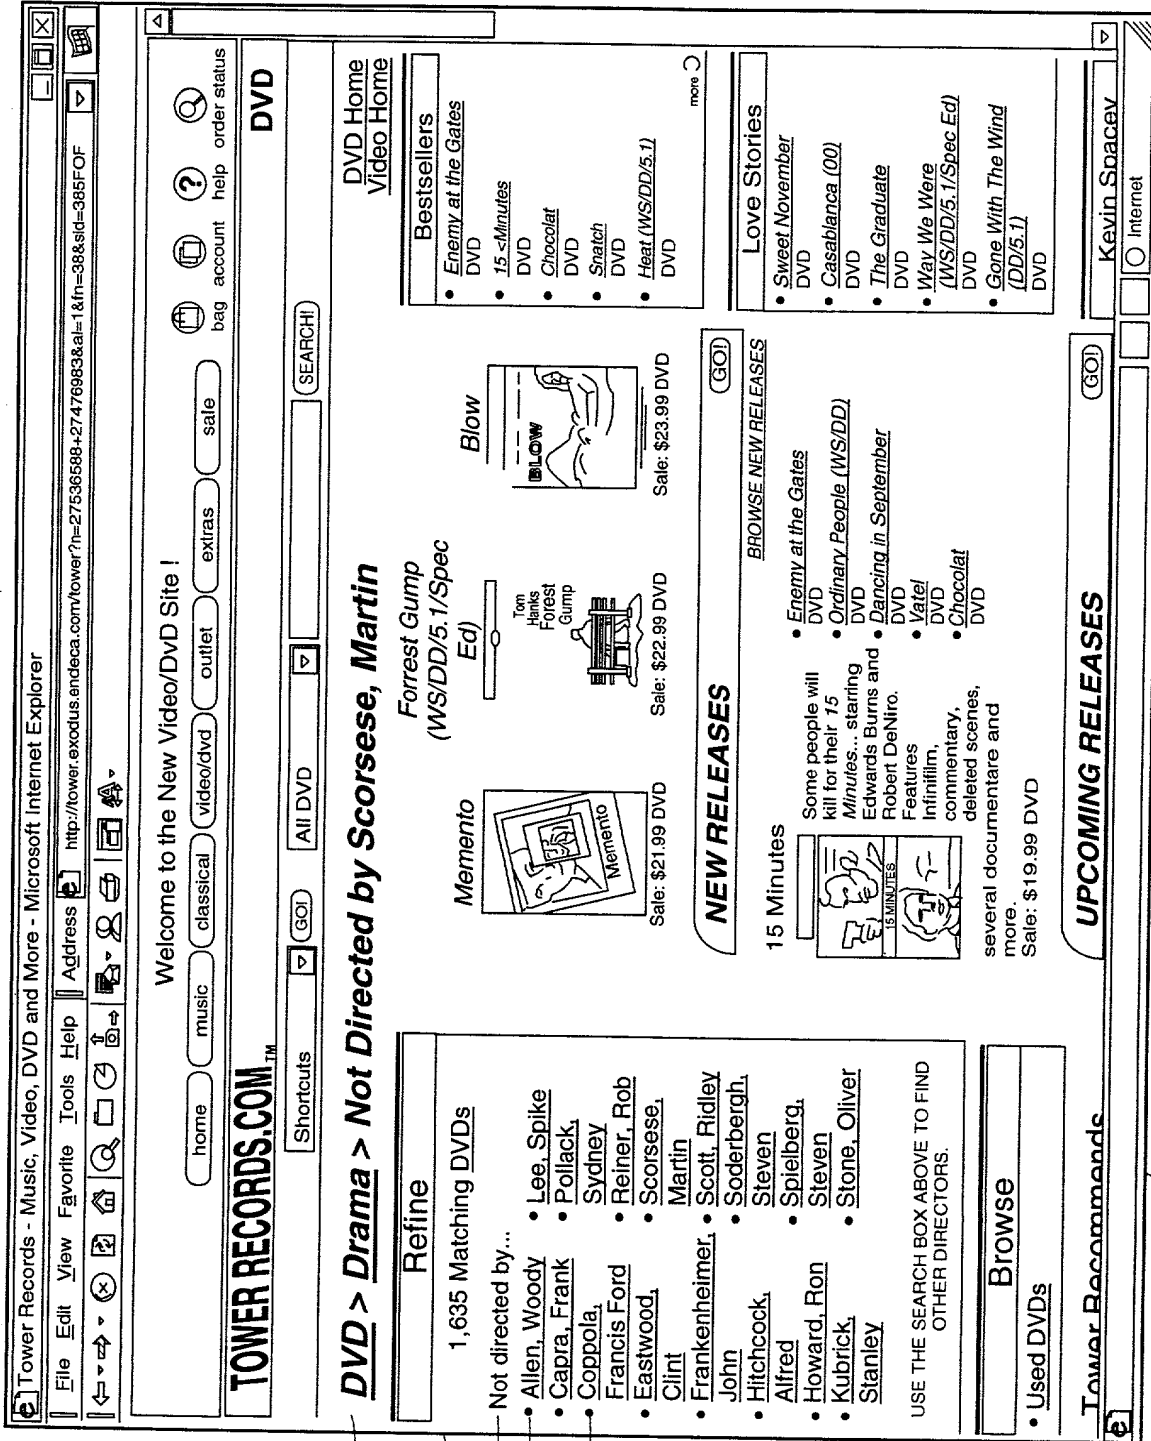 Tower Records - Music, Video, DVD and More - Microsoft Internet Explorer
File Edit View Favorite Tools Help
Address http://tower.exodus.endeca.com/tower?n=27536588+27476983&al=1&fn=38&sld=385FOF
Welcome to the New Video/DvD Site !
home music classical video/dvd outlet extras sale
bag account help order status
TOWER RECORDS.COM™
DVD
Shortcuts GO! All DVD SEARCH!
DVD > Drama > Not Directed by Scorsese, Martin
DVD Home
Video Home
Refine
1,635 Matching DVDs
Not directed by...
• Allen, Woody
• Capra, Frank
• Coppola,
Francis Ford
• Eastwood,
Clint
• Frankenheimer,
John
• Hitchcock,
Alfred
• Howard, Ron
• Kubrick,
Stanley
• Lee, Spike
• Pollack,
Sydney
• Reiner, Rob
• Scorsese,
Martin
• Scott, Ridley
• Soderbergh,
Steven
• Spielberg,
Steven
• Stone, Oliver
USE THE SEARCH BOX ABOVE TO FIND
OTHER DIRECTORS.
Browse
• Used DVDs
Tower Recommends
Memento
Memento
Sale: $21.99 DVD
Forrest Gump
(WS/DD/5.1/Spec
Ed)
Tom
Hanks
Forest
Gump
Sale: $22.99 DVD
Blow
BLOW
Sale: $23.99 DVD
NEW RELEASES GO!
BROWSE NEW RELEASES
15 Minutes
15 MINUTES
Some people will
kill for their 15
Minutes... starring
Edwards Burns and
Robert DeNiro.
Features
Infinifilm,
commentary,
deleted scenes,
several documentare and
more.
Sale: $19.99 DVD
• Enemy at the Gates
DVD
• Ordinary People (WS/DD)
DVD
• Dancing in September
DVD
• Vatel
DVD
• Chocolat
DVD
UPCOMING RELEASES GO!
Bestsellers
• Enemy at the Gates
DVD
• 15 <Minutes
DVD
• Chocolat
DVD
• Snatch
DVD
• Heat (WS/DD/5.1)
DVD
more
Love Stories
• Sweet November
DVD
• Casablanca (00)
DVD
• The Graduate
DVD
• Way We Were
(WS/DD/5.1/Spec Ed)
DVD
• Gone With The Wind
(DD/5.1)
DVD
Kevin Spacey
Internet